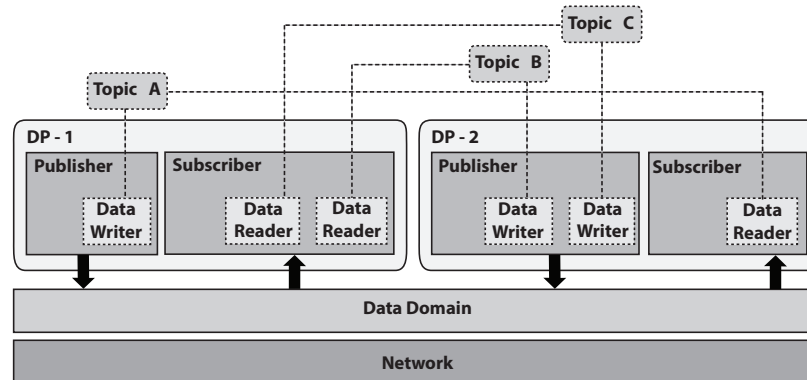 Topic C
Topic B
Topic A
DP - 1
DP - 2
Publisher
Subscriber
Publisher
Subscriber
Data
Writer
Data
Reader
Data
Reader
Data
Writer
Data
Writer
Data
Reader
Data Domain
Network